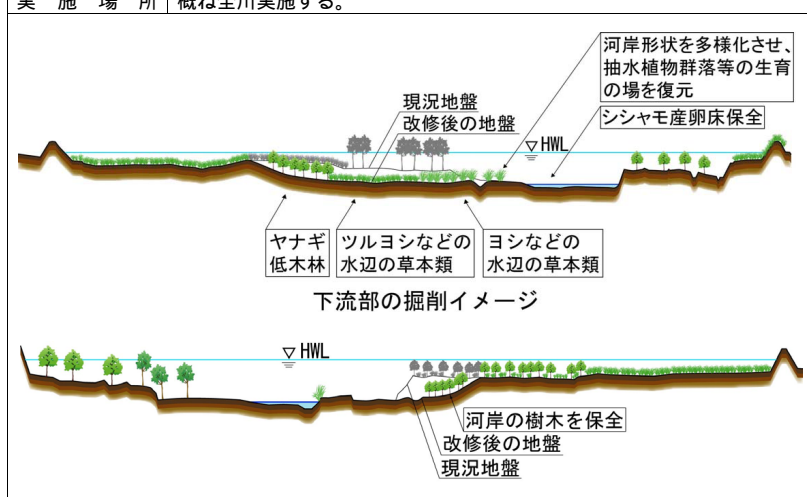 実 施 場 所 概ね全川実施する。
河岸形状を多様化させ、
抽水植物群落等の生育
の場を復元
現況地盤
改修後の地盤
▽ HWL
シシャモ産卵床保全
ヤナギ
低木林
ツルヨシなどの
水辺の草本類
ヨシなどの
水辺の草本類
下流部の掘削イメージ
▽ HWL
河岸の樹木を保全
改修後の地盤
現況地盤